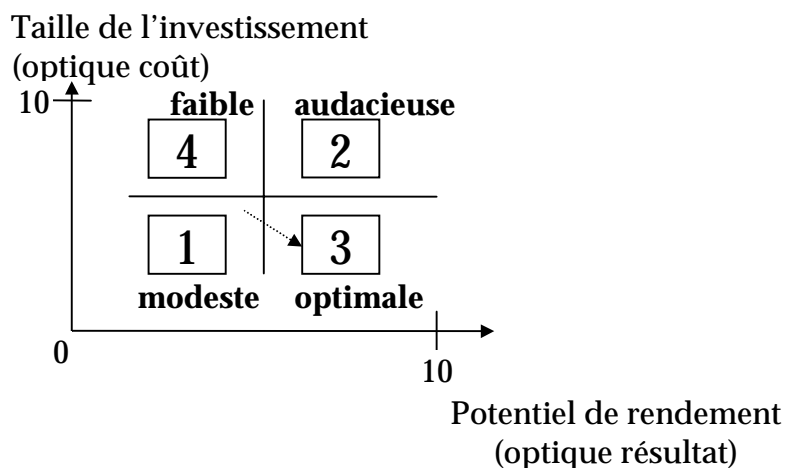 Taille de l’investissement
(optique coût)
10
faible audacieuse
4 2
1 3
modeste optimale
0
10
Potentiel de rendement
(optique résultat)